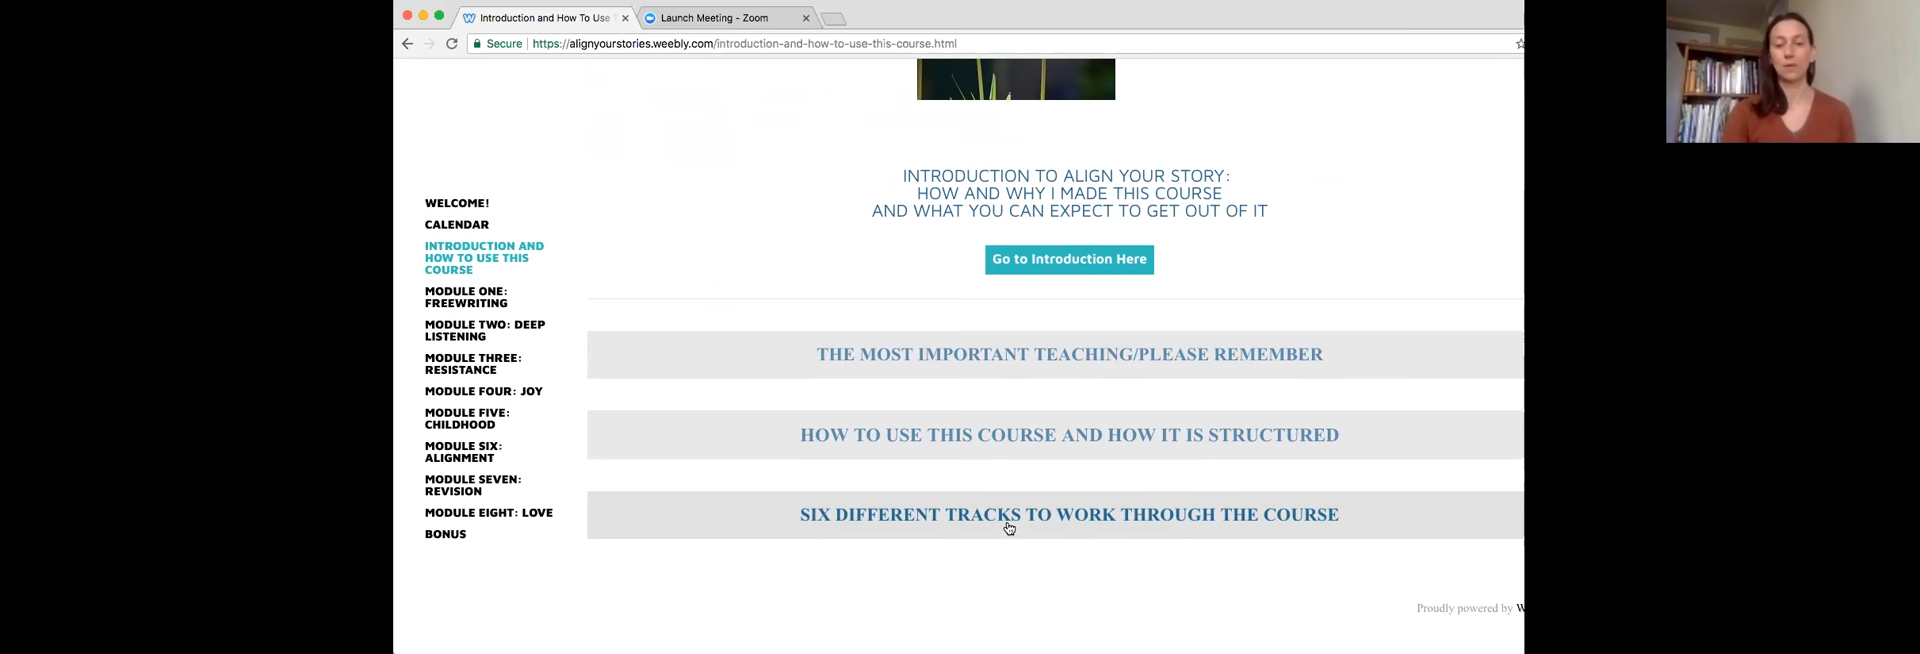 Introduction and How To Use
Launch Meeting - Zoom
Secure
https://alignyourstories.weebly.com/introduction-and-how-to-use-this-course.html
WELCOME!
CALENDAR
INTRODUCTION AND
HOW TO USE THIS
COURSE
MODULE ONE:
FREEWRITING
MODULE TWO: DEEP
LISTENING
MODULE THREE:
RESISTANCE
MODULE FOUR: JOY
MODULE FIVE:
CHILDHOOD
MODULE SIX:
ALIGNMENT
MODULE SEVEN:
REVISION
MODULE EIGHT: LOVE
BONUS
INTRODUCTION TO ALIGN YOUR STORY:
HOW AND WHY I MADE THIS COURSE
AND WHAT YOU CAN EXPECT TO GET OUT OF IT
Go to Introduction Here
THE MOST IMPORTANT TEACHING/PLEASE REMEMBER
HOW TO USE THIS COURSE AND HOW IT IS STRUCTURED
SIX DIFFERENT TRACKS TO WORK THROUGH THE COURSE
Proudly powered by